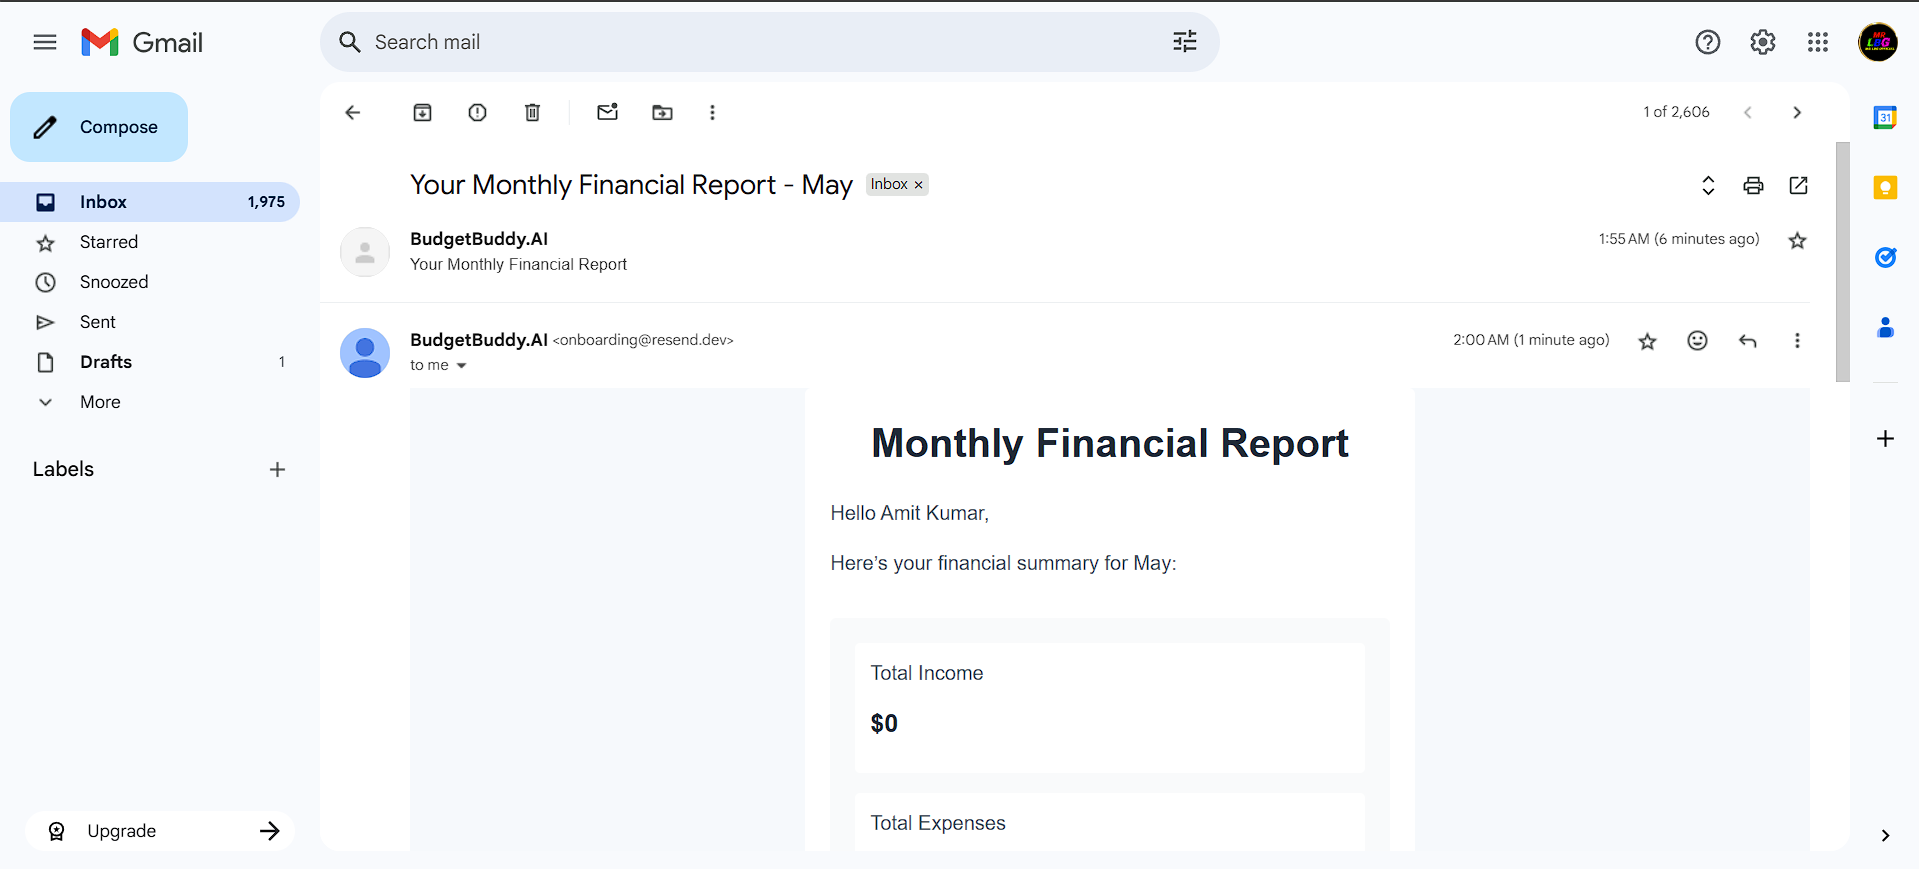 Gmail
Search mail
Compose
Inbox 1,975
Starred
Snoozed
Sent
Drafts 1
More
Labels
Upgrade
1 of 2,606
Your Monthly Financial Report - May Inbox ×
BudgetBuddy.AI 1:55 AM (6 minutes ago)
Your Monthly Financial Report
BudgetBuddy.AI <onboarding@resend.dev> 2:00 AM (1 minute ago)
to me
Monthly Financial Report
Hello Amit Kumar,
Here’s your financial summary for May:
Total Income
$0
Total Expenses
31
MR
LBG